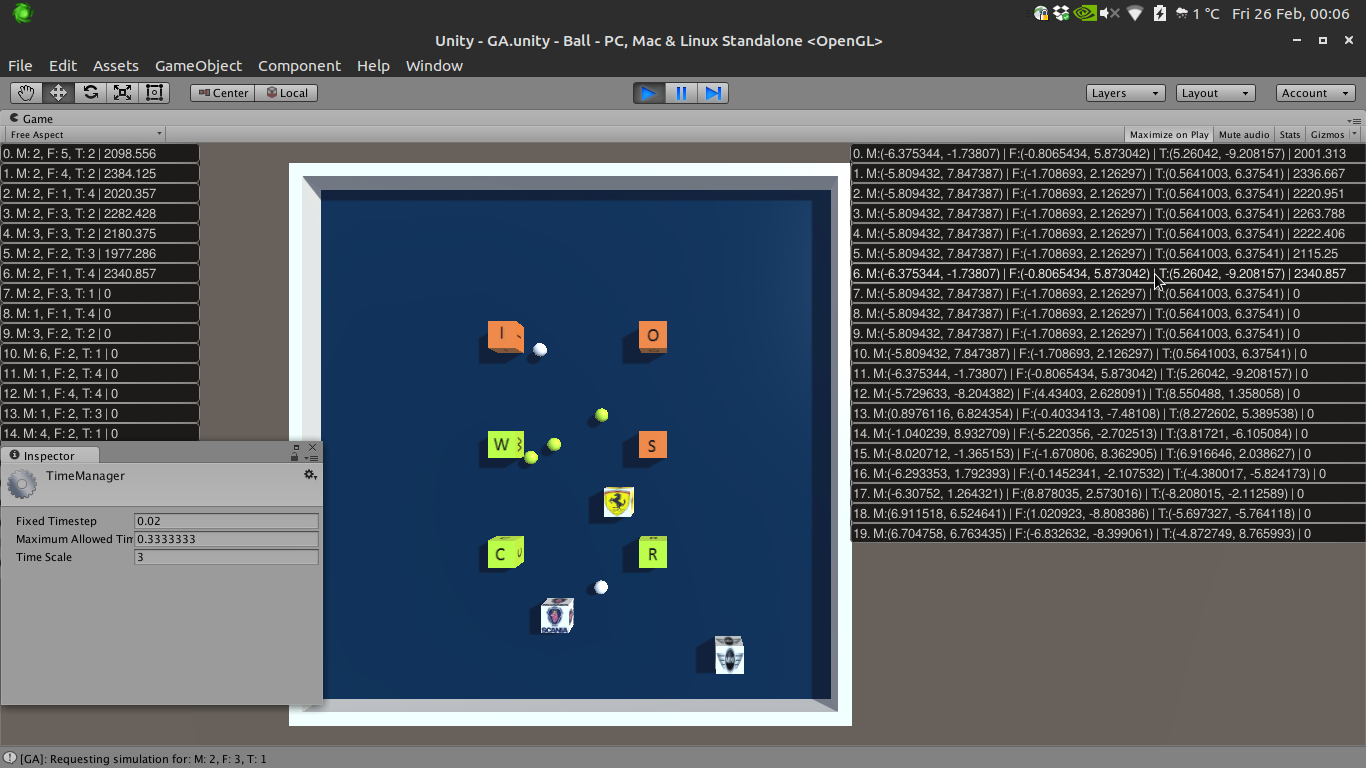 1 °C Fri 26 Feb, 00:06
Unity - GA.unity - Ball - PC, Mac & Linux Standalone <OpenGL>
File Edit Assets GameObject Component Help Window
Center Local Layers Layout Account
Game
Free Aspect Maximize on Play Mute audio Stats Gizmos
0. M: 2, F: 5, T: 2 | 2098.556
1. M: 2, F: 4, T: 2 | 2384.125
2. M: 2, F: 1, T: 4 | 2020.357
3. M: 2, F: 3, T: 2 | 2282.428
4. M: 3, F: 3, T: 2 | 2180.375
5. M: 2, F: 2, T: 3 | 1977.286
6. M: 2, F: 1, T: 4 | 2340.857
7. M: 2, F: 3, T: 1 | 0
8. M: 1, F: 1, T: 4 | 0
9. M: 3, F: 2, T: 2 | 0
10. M: 6, F: 2, T: 1 | 0
11. M: 1, F: 2, T: 4 | 0
12. M: 1, F: 4, T: 4 | 0
13. M: 1, F: 2, T: 3 | 0
14. M: 4, F: 2, T: 1 | 0
I O
W S
C R
SCANIA
0. M:(-6.375344, -1.73807) | F:(-0.8065434, 5.873042) | T:(5.26042, -9.208157) | 2001.313
1. M:(-5.809432, 7.847387) | F:(-1.708693, 2.126297) | T:(0.5641003, 6.37541) | 2336.667
2. M:(-5.809432, 7.847387) | F:(-1.708693, 2.126297) | T:(0.5641003, 6.37541) | 2220.951
3. M:(-5.809432, 7.847387) | F:(-1.708693, 2.126297) | T:(0.5641003, 6.37541) | 2263.788
4. M:(-5.809432, 7.847387) | F:(-1.708693, 2.126297) | T:(0.5641003, 6.37541) | 2222.406
5. M:(-5.809432, 7.847387) | F:(-1.708693, 2.126297) | T:(0.5641003, 6.37541) | 2115.25
6. M:(-6.375344, -1.73807) | F:(-0.8065434, 5.873042) | T:(5.26042, -9.208157) | 2340.857
7. M:(-5.809432, 7.847387) | F:(-1.708693, 2.126297) | T:(0.5641003, 6.37541) | 0
8. M:(-5.809432, 7.847387) | F:(-1.708693, 2.126297) | T:(0.5641003, 6.37541) | 0
9. M:(-5.809432, 7.847387) | F:(-1.708693, 2.126297) | T:(0.5641003, 6.37541) | 0
10. M:(-5.809432, 7.847387) | F:(-1.708693, 2.126297) | T:(0.5641003, 6.37541) | 0
11. M:(-6.375344, -1.73807) | F:(-0.8065434, 5.873042) | T:(5.26042, -9.208157) | 0
12. M:(-5.729633, -8.204382) | F:(4.43403, 2.628091) | T:(8.550488, 1.358058) | 0
13. M:(0.8976116, 6.824354) | F:(-0.4033413, -7.48108) | T:(8.272602, 5.389538) | 0
14. M:(-1.040239, 8.932709) | F:(-5.220356, -2.702513) | T:(3.81721, -6.105084) | 0
15. M:(-8.020712, -1.365153) | F:(-1.670806, 8.362905) | T:(6.916646, 2.038627) | 0
16. M:(-6.293353, 1.792393) | F:(-0.1452341, -2.107532) | T:(-4.380017, -5.824173) | 0
17. M:(-6.30752, 1.264321) | F:(8.878035, 2.573016) | T:(-8.208015, -2.112589) | 0
18. M:(6.911518, 6.524641) | F:(1.020923, -8.808386) | T:(-5.697327, -5.764118) | 0
19. M:(6.704758, 6.763435) | F:(-6.832632, -8.399061) | T:(-4.872749, 8.765993) | 0
Inspector
TimeManager
Fixed Timestep 0.02
Maximum Allowed Tim 0.3333333
Time Scale 3
[GA]: Requesting simulation for: M: 2, F: 3, T: 1